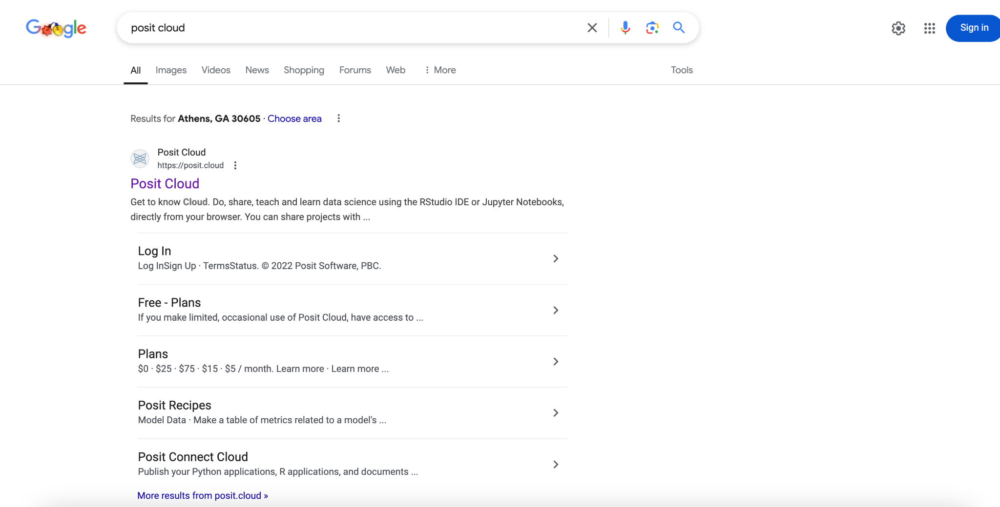 Google
posit cloud
Sign in
All Images Videos News Shopping Forums Web More Tools
Results for Athens, GA 30605 · Choose area
Posit Cloud
https://posit.cloud
Posit Cloud
Get to know Cloud. Do, share, teach and learn data science using the RStudio IDE or Jupyter Notebooks,
directly from your browser. You can share projects with ...
Log In
Log InSign Up · TermsStatus. © 2022 Posit Software, PBC.
Free - Plans
If you make limited, occasional use of Posit Cloud, have access to ...
Plans
$0 · $25 · $75 · $15 · $5 / month. Learn more · Learn more ...
Posit Recipes
Model Data · Make a table of metrics related to a model's ...
Posit Connect Cloud
Publish your Python applications, R applications, and documents ...
More results from posit.cloud »